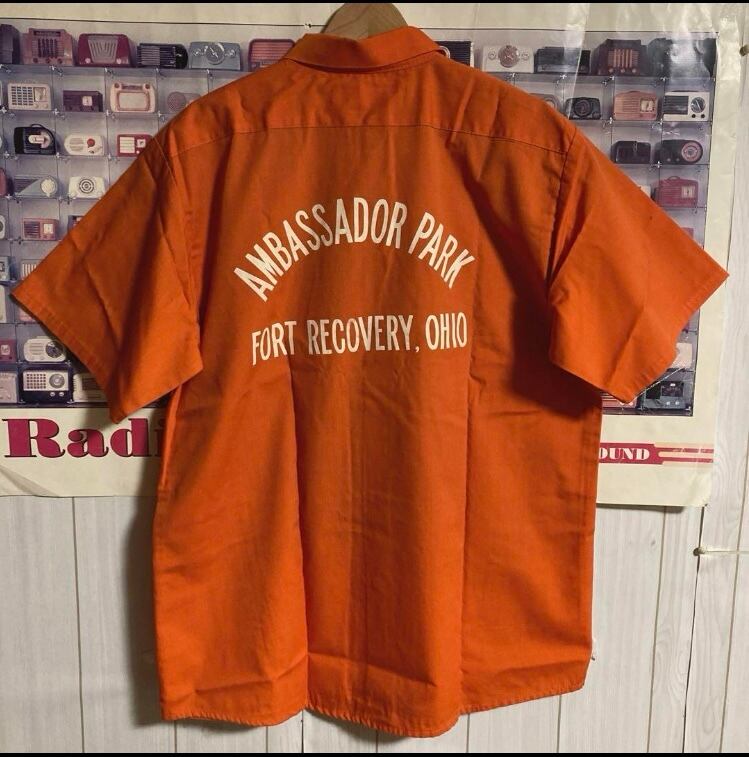 AMBASSADOR PARK
FORT RECOVERY, OHIO
Radi
OUND